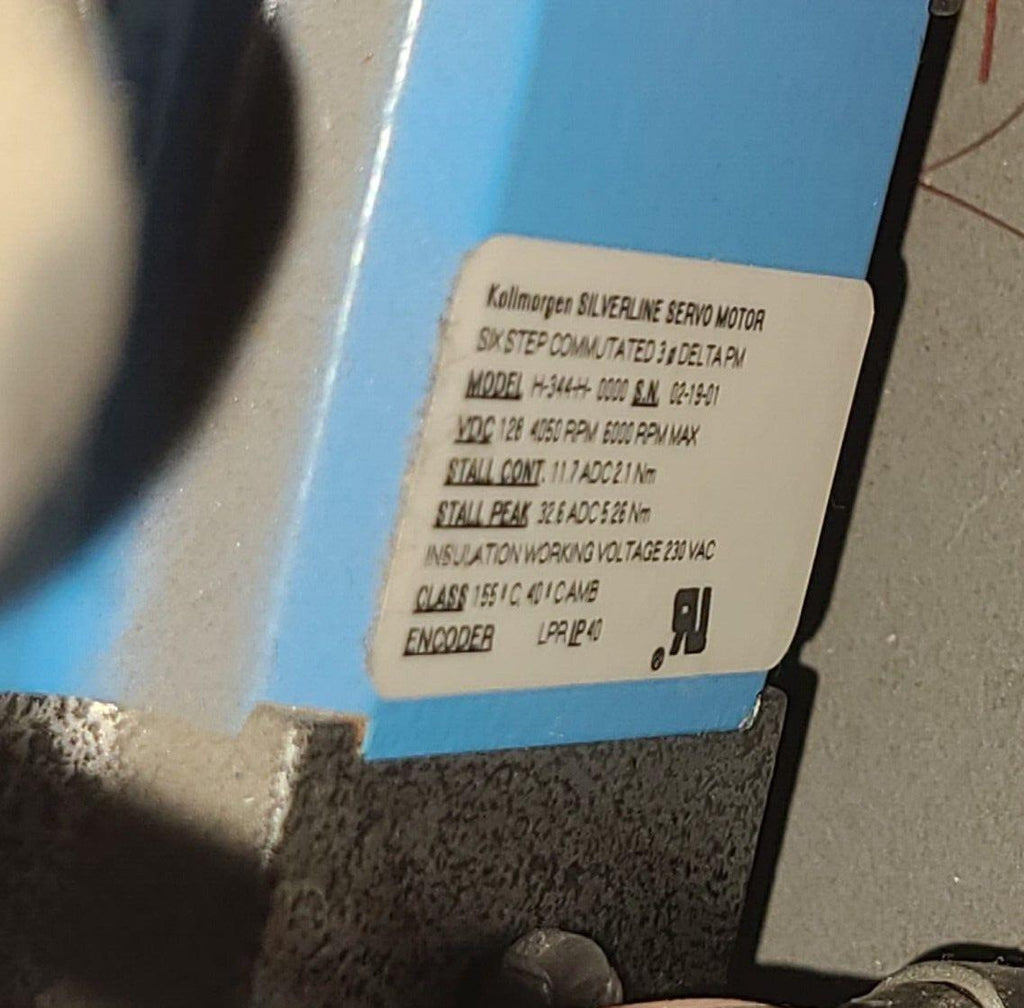 Kollmorgen SILVERLINE SERVO MOTOR
SIX STEP COMMUTATED 3 ø DELTA PM
MODEL H-344-H- 0000 S.N. 02-19-01
VDC 128 4050 RPM 6000 RPM MAX
STALL CONT. 11.7 ADC 2.1 Nm
STALL PEAK 32.6 ADC 5.26 Nm
INSULATION WORKING VOLTAGE 230 VAC
CLASS 155 C, 40 C AMB
ENCODER LPR
RU ®